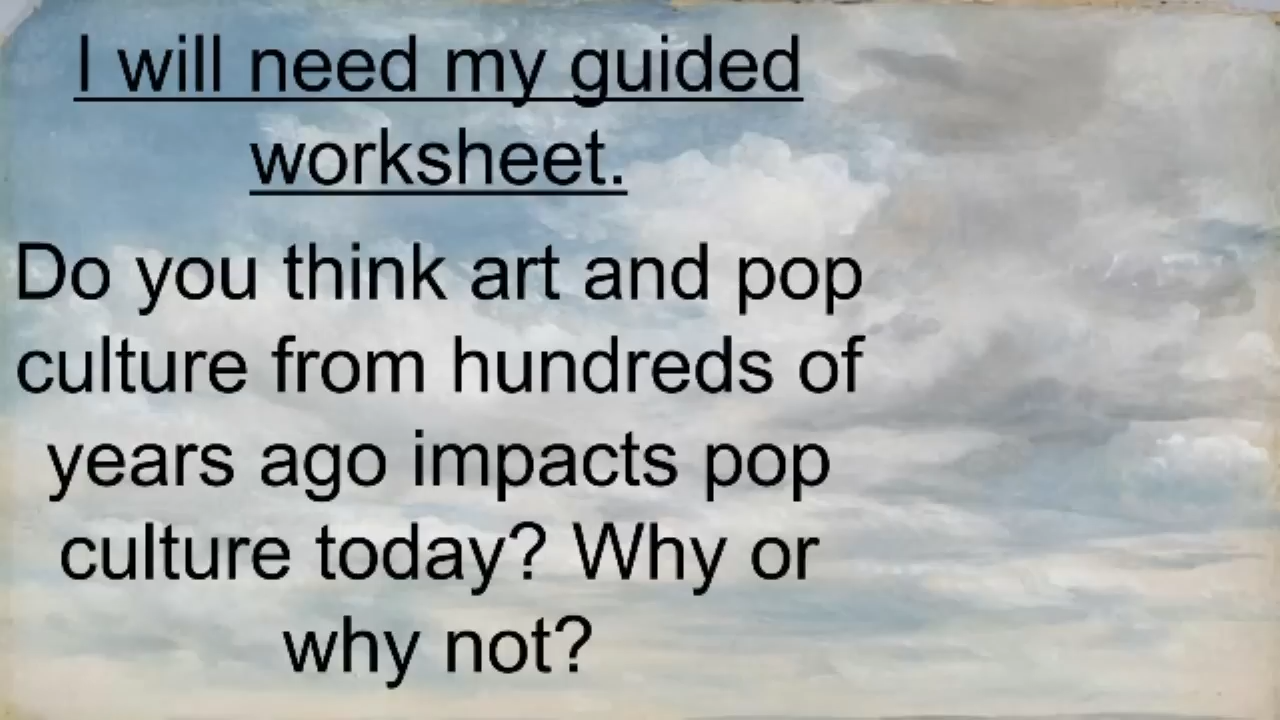 I will need my guided
worksheet.
Do you think art and pop
culture from hundreds of
years ago impacts pop
culture today? Why or
why not?